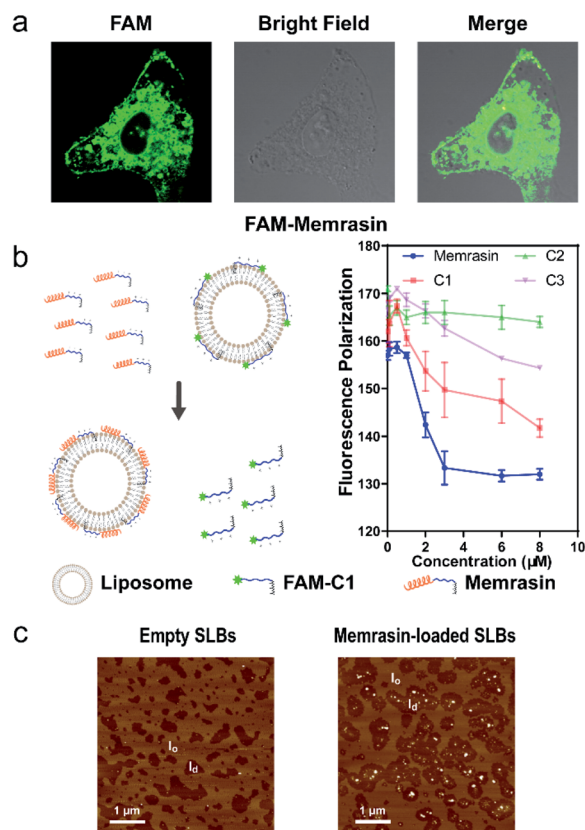 a
FAM
Bright Field
Merge
FAM-Memrasin
b
Memrasin
C1
C2
C3
Fluorescence Polarization
170
160
150
140
130
120
0 2 4 6 8 10
Concentration (µM)
Liposome
FAM-C1
Memrasin
c
Empty SLBs
Memrasin-loaded SLBs
lo
ld
1 µm
lo
ld
1 µm